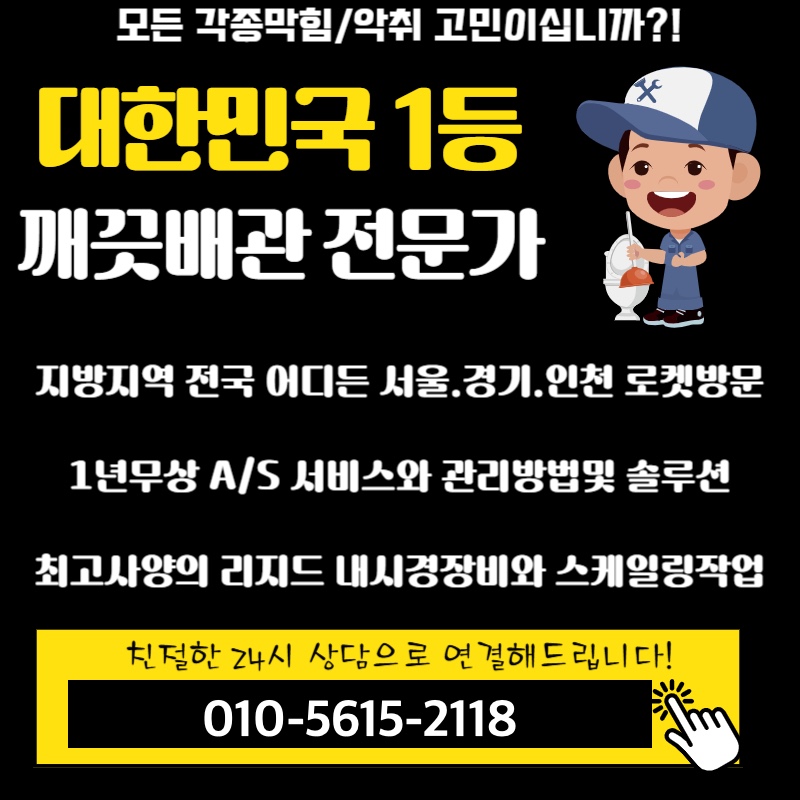 모든 각종막힘/악취 고민이십니까?!
대한민국 1등
깨끗배관 전문가
지방지역 전국 어디든 서울.경기.인천 로켓방문
1년무상 A/S 서비스와 관리방법및 솔루션
최고사양의 리지드 내시경장비와 스케일링작업
친절한 24시 상담으로 연결해드립니다!
010-5615-2118